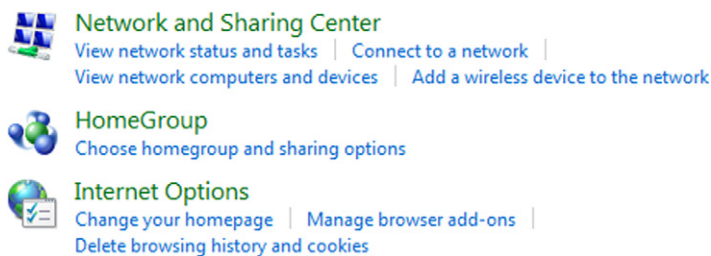 Network and Sharing Center
View network status and tasks | Connect to a network |
View network computers and devices | Add a wireless device to the network
HomeGroup
Choose homegroup and sharing options
Internet Options
Change your homepage | Manage browser add-ons |
Delete browsing history and cookies